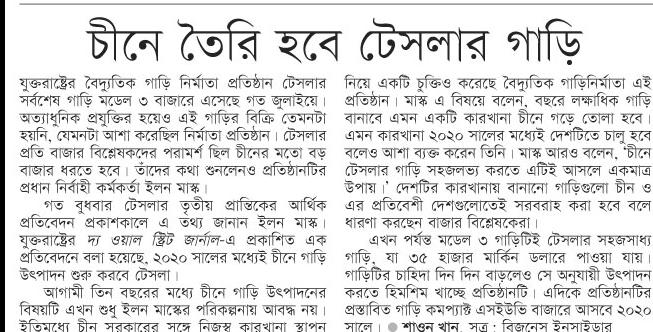 চীনে তৈরি হবে টেসলার গাড়ি
যুক্তরাষ্ট্রের বৈদ্যুতিক গাড়ি নির্মাতা প্রতিষ্ঠান টেসলার
সর্বশেষ গাড়ি মডেল ৩ বাজারে এসেছে গত জুলাইয়ে।
অত্যাধুনিক প্রযুক্তির হয়েও এই গাড়ির বিক্রি তেমনটা
হয়নি, যেমনটা আশা করেছিল নির্মাতা প্রতিষ্ঠান। টেসলার
প্রতি বাজার বিশ্লেষকদের পরামর্শ ছিল চীনের মতো বড়
বাজার ধরতে হবে। তাঁদের কথা শুনলেনও প্রতিষ্ঠানটির
প্রধান নির্বাহী কর্মকর্তা ইলন মাস্ক।
গত বুধবার টেসলার তৃতীয় প্রান্তিকের আর্থিক
প্রতিবেদন প্রকাশকালে এ তথ্য জানান ইলন মাস্ক।
যুক্তরাষ্ট্রের দ্য ওয়াল স্ট্রিট জার্নাল-এ প্রকাশিত এক
প্রতিবেদনে বলা হয়েছে, ২০২০ সালের মধ্যেই চীনে গাড়ি
উৎপাদন শুরু করবে টেসলা।
আগামী তিন বছরের মধ্যে চীনে গাড়ি উৎপাদনের
বিষয়টি এখন শুধু ইলন মাস্কের পরিকল্পনায় আবদ্ধ নয়।
ইতিমধ্যে চীন সরকারের সঙ্গে নিজস্ব কারখানা স্থাপন
নিয়ে একটি চুক্তিও করেছে বৈদ্যুতিক গাড়িনির্মাতা এই
প্রতিষ্ঠান। মাস্ক এ বিষয়ে বলেন, বছরে লক্ষাধিক গাড়ি
বানাবে এমন একটি কারখানা চীনে গড়ে তোলা হবে।
এমন কারখানা ২০২০ সালের মধ্যেই দেশটিতে চালু হবে
বলেও আশা ব্যক্ত করেন তিনি। মাস্ক আরও বলেন, ‘চীনে
টেসলার গাড়ি সহজলভ্য করতে এটিই আসলে একমাত্র
উপায়।’ দেশটির কারখানায় বানানো গাড়িগুলো চীন ও
এর প্রতিবেশী দেশগুলোতেই সরবরাহ করা হবে বলে
ধারণা করছেন বাজার বিশ্লেষকেরা।
এখন পর্যন্ত মডেল ৩ গাড়িটিই টেসলার সহজসাধ্য
গাড়ি, যা ৩৫ হাজার মার্কিন ডলারে পাওয়া যায়।
গাড়িটির চাহিদা দিন দিন বাড়লেও সে অনুযায়ী উৎপাদন
করতে হিমশিম খাচ্ছে প্রতিষ্ঠানটি। এদিকে প্রতিষ্ঠানটির
প্রস্তাবিত গাড়ি কমপ্যাক্ট এসইউভি বাজারে আসবে ২০২০
সালে। ● শাওন খান, সূত্র : বিজনেস ইনসাইডার